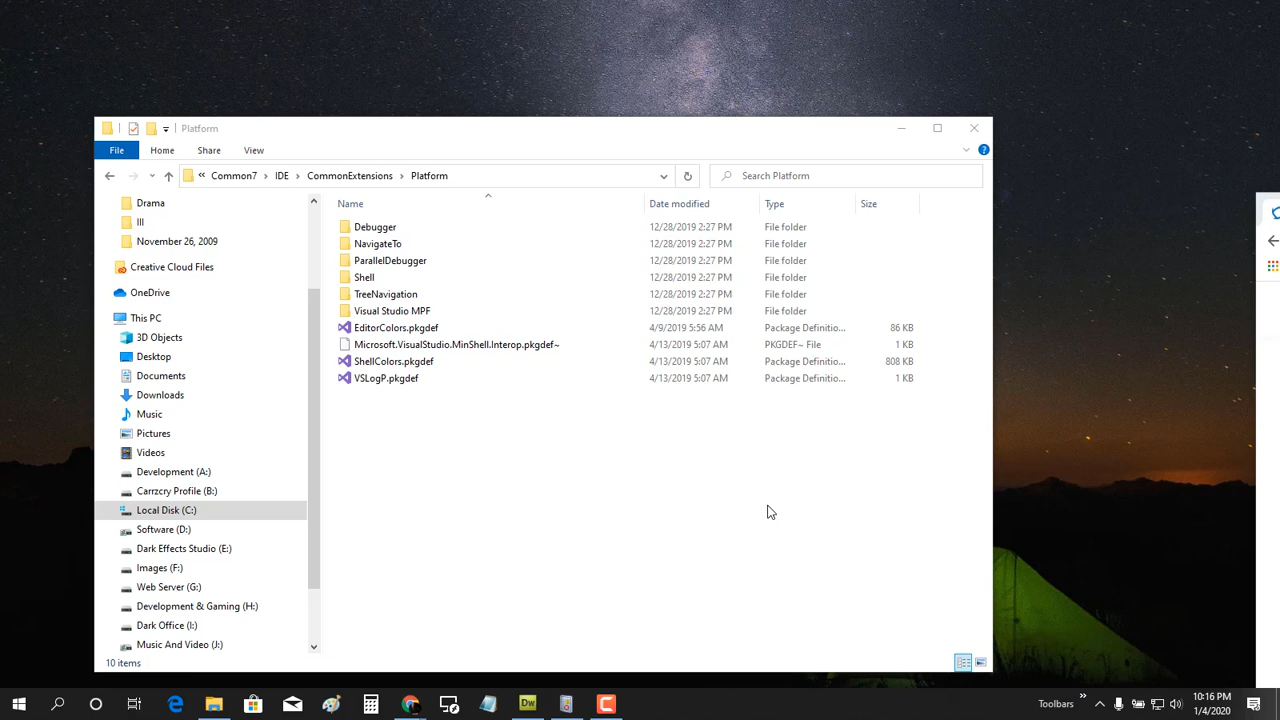 Platform
File Home Share View
« Common7 > IDE > CommonExtensions > Platform
Search Platform
Name Date modified Type Size
Drama
III
November 26, 2009
Creative Cloud Files
OneDrive
This PC
3D Objects
Desktop
Documents
Downloads
Music
Pictures
Videos
Development (A:)
Carrzcry Profile (B:)
Local Disk (C:)
Software (D:)
Dark Effects Studio (E:)
Images (F:)
Web Server (G:)
Development & Gaming (H:)
Dark Office (I:)
Music And Video (J:)
Debugger 12/28/2019 2:27 PM File folder
NavigateTo 12/28/2019 2:27 PM File folder
ParallelDebugger 12/28/2019 2:27 PM File folder
Shell 12/28/2019 2:27 PM File folder
TreeNavigation 12/28/2019 2:27 PM File folder
Visual Studio MPF 12/28/2019 2:27 PM File folder
EditorColors.pkgdef 4/9/2019 5:56 AM Package Definitio... 86 KB
Microsoft.VisualStudio.MinShell.Interop.pkgdef~ 4/13/2019 5:07 AM PKGDEF~ File 1 KB
ShellColors.pkgdef 4/13/2019 5:07 AM Package Definitio... 808 KB
VSLogP.pkgdef 4/13/2019 5:07 AM Package Definitio... 1 KB
10 items
Dw
Toolbars
10:16 PM
1/4/2020